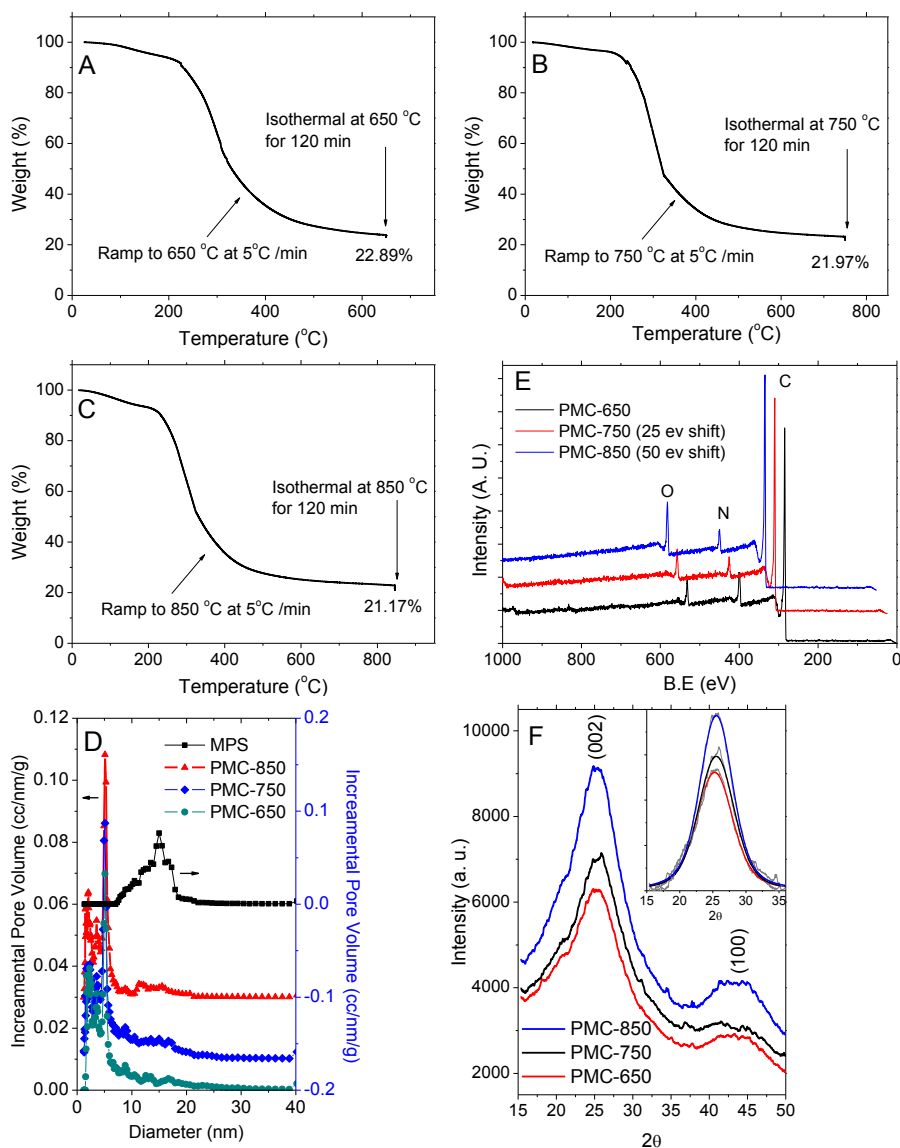 A
Weight (%)
100
80
60
40
20
0
Isothermal at 650 °C
for 120 min
Ramp to 650 °C at 5°C /min
22.89%
0 200 400 600
Temperature (°C)
B
Weight (%)
100
80
60
40
20
0
Isothermal at 750 °C
for 120 min
Ramp to 750 °C at 5°C /min
21.97%
0 200 400 600 800
Temperature (°C)
C
Weight (%)
100
80
60
40
20
0
Isothermal at 850 °C
for 120 min
Ramp to 850 °C at 5°C /min
21.17%
0 200 400 600 800
Temperature (°C)
E
Intensity (A. U.)
PMC-650
PMC-750 (25 ev shift)
PMC-850 (50 ev shift)
C
O
N
1000 800 600 400 200 0
B.E (eV)
D
Increamental Pore Volume (cc/nm/g)
0.12
0.10
0.08
0.06
0.04
0.02
0.00
MPS
PMC-850
PMC-750
PMC-650
0.2
0.1
0.0
-0.1
-0.2
Increamental Pore Volume (cc/nm/g)
0 10 20 30 40
Diameter (nm)
F
Intensity (a. u.)
10000
8000
6000
4000
2000
(002)
(100)
15 20 25 30 35
2θ
PMC-850
PMC-750
PMC-650
15 20 25 30 35 40 45 50
2θ